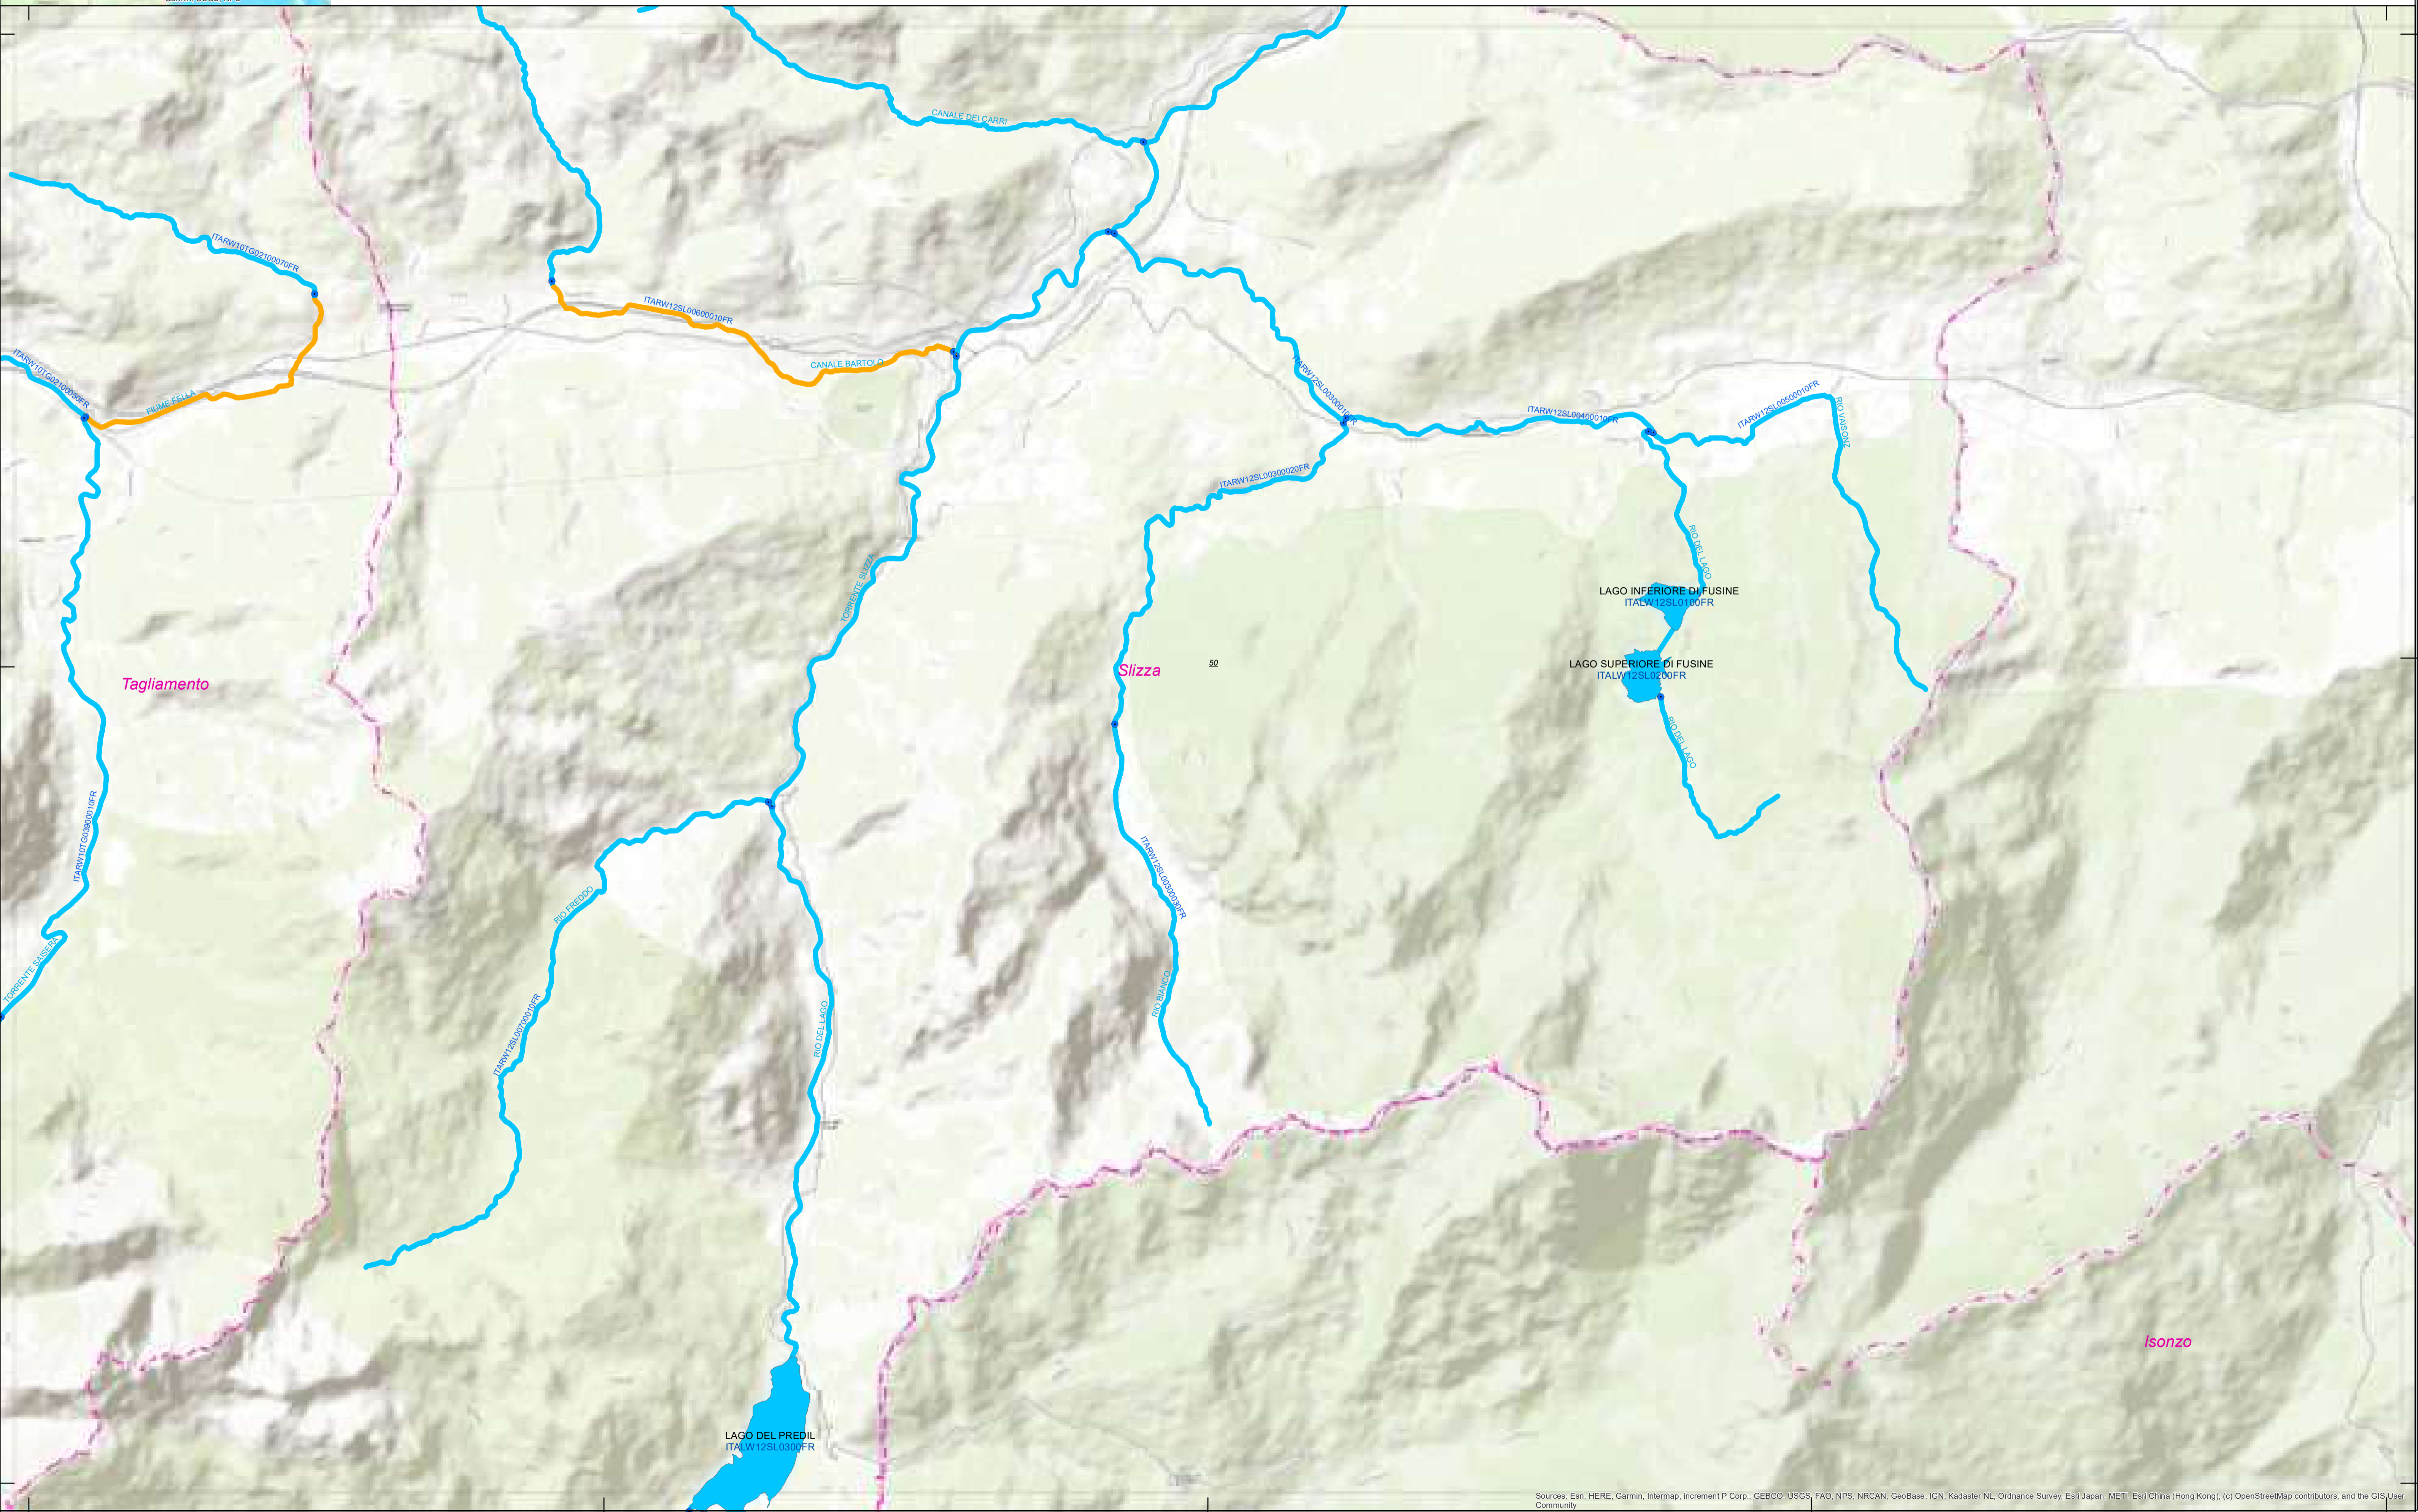 CANALE DEI CARRI
ITARW10TG02100070FR
ITARW12SL00600010FR
CANALE BARTOLO
ITARW10TG02100050FR
FIUME FELLA
ITARW12SL00300010FR
ITARW12SL00400010FR
ITARW12SL00500010FR
RIO VAISONZ
ITARW12SL00300020FR
RIO DEL LAGO
TORRENTE SLIZZA
LAGO INFERIORE DI FUSINE
ITALW12SL0100FR
Tagliamento
Slizza
50
LAGO SUPERIORE DI FUSINE
ITALW12SL0200FR
RIO DEL LAGO
ITARW10TG03900010FR
ITARW12SL00300030FR
RIO FREDDO
TORRENTE SAISERA
RIO BIANCO
ITARW12SL00700010FR
RIO DEL LAGO
Isonzo
LAGO DEL PREDIL
ITALW12SL0300FR
Sources: Esri, HERE, Garmin, Intermap, increment P Corp., GEBCO, USGS, FAO, NPS, NRCAN, GeoBase, IGN, Kadaster NL, Ordnance Survey, Esri Japan, METI, Esri China (Hong Kong), (c) OpenStreetMap contributors, and the GIS User
Community